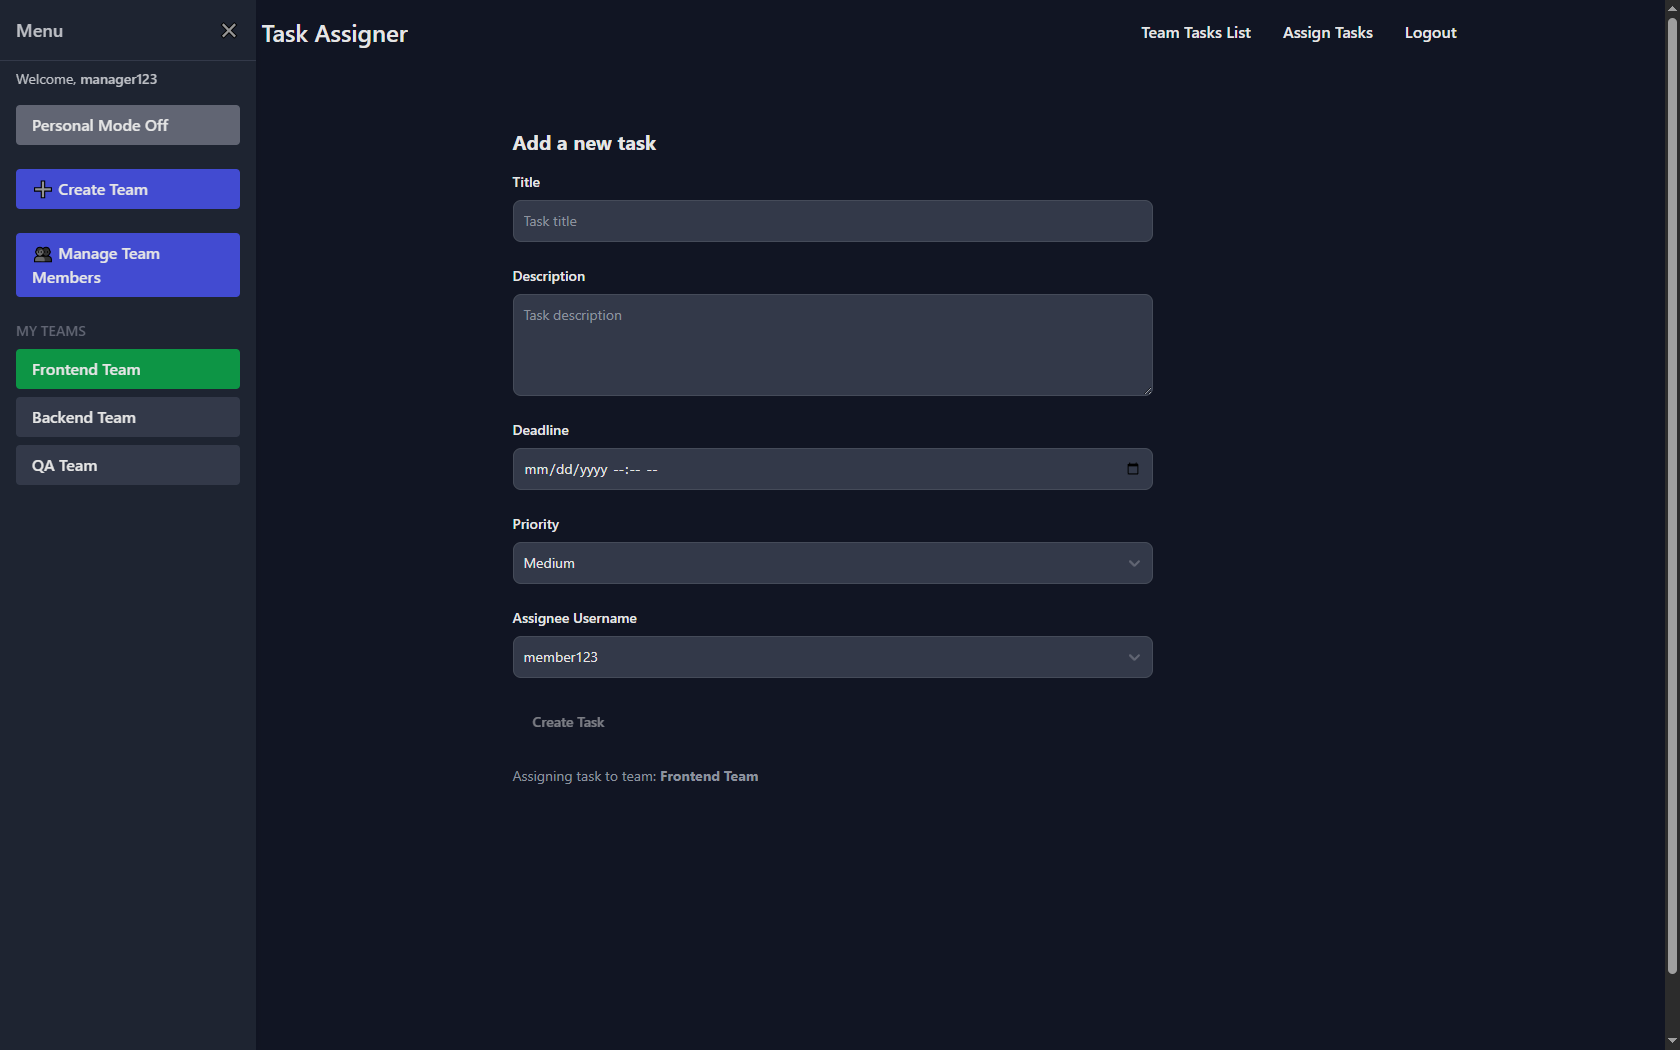 Menu
Welcome, manager123
Personal Mode Off
Create Team
Manage Team
Members
MY TEAMS
Frontend Team
Backend Team
QA Team
Task Assigner
Team Tasks List
Assign Tasks
Logout
Add a new task
Title
Task title
Description
Task description
Deadline
mm/dd/yyyy --:-- --
Priority
Medium
Assignee Username
member123
Create Task
Assigning task to team: Frontend Team